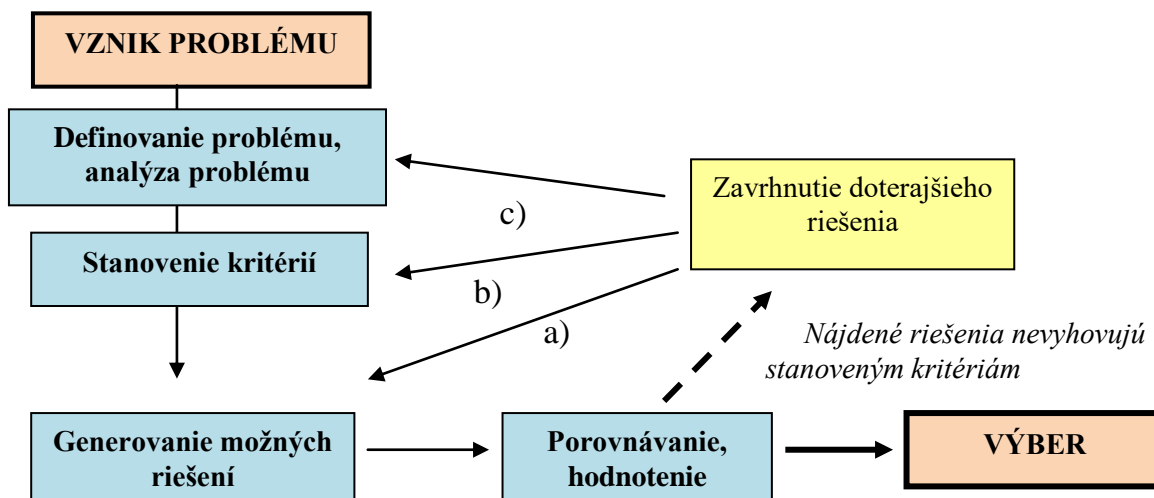 VZNIK PROBLÉMU
Definovanie problému,
analýza problému
Zavrhnutie doterajšieho
riešenia
c)
Stanovenie kritérií
b)
a)
Nájdené riešenia nevyhovujú
stanoveným kritériám
Generovanie možných
riešení
Porovnávanie,
hodnotenie
VÝBER